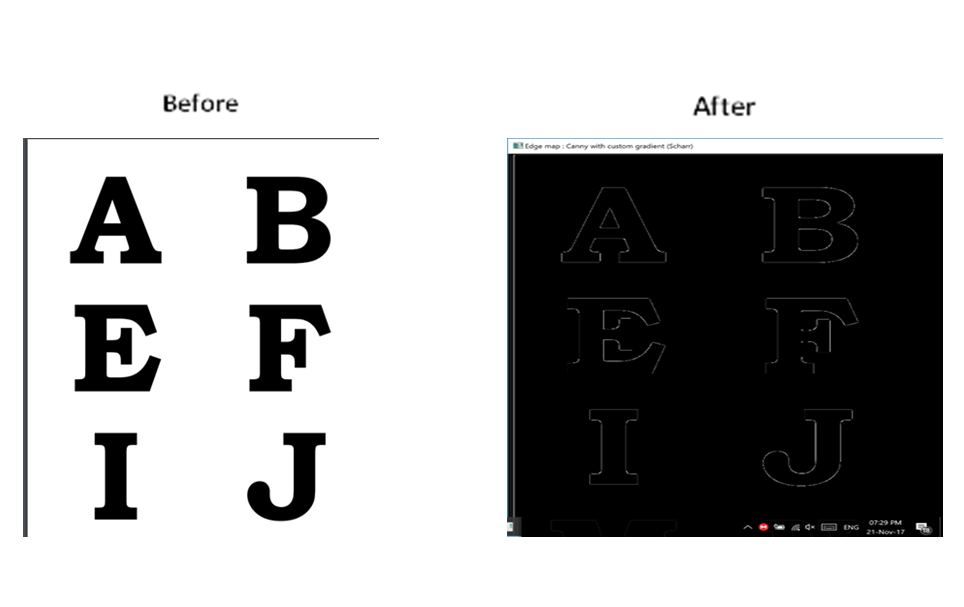 Before
After
Edge map : Canny with custom gradient (Scharr)
A B
E F
I J
A B
E F
I J
ENG
07:29 PM
21-Nov-17